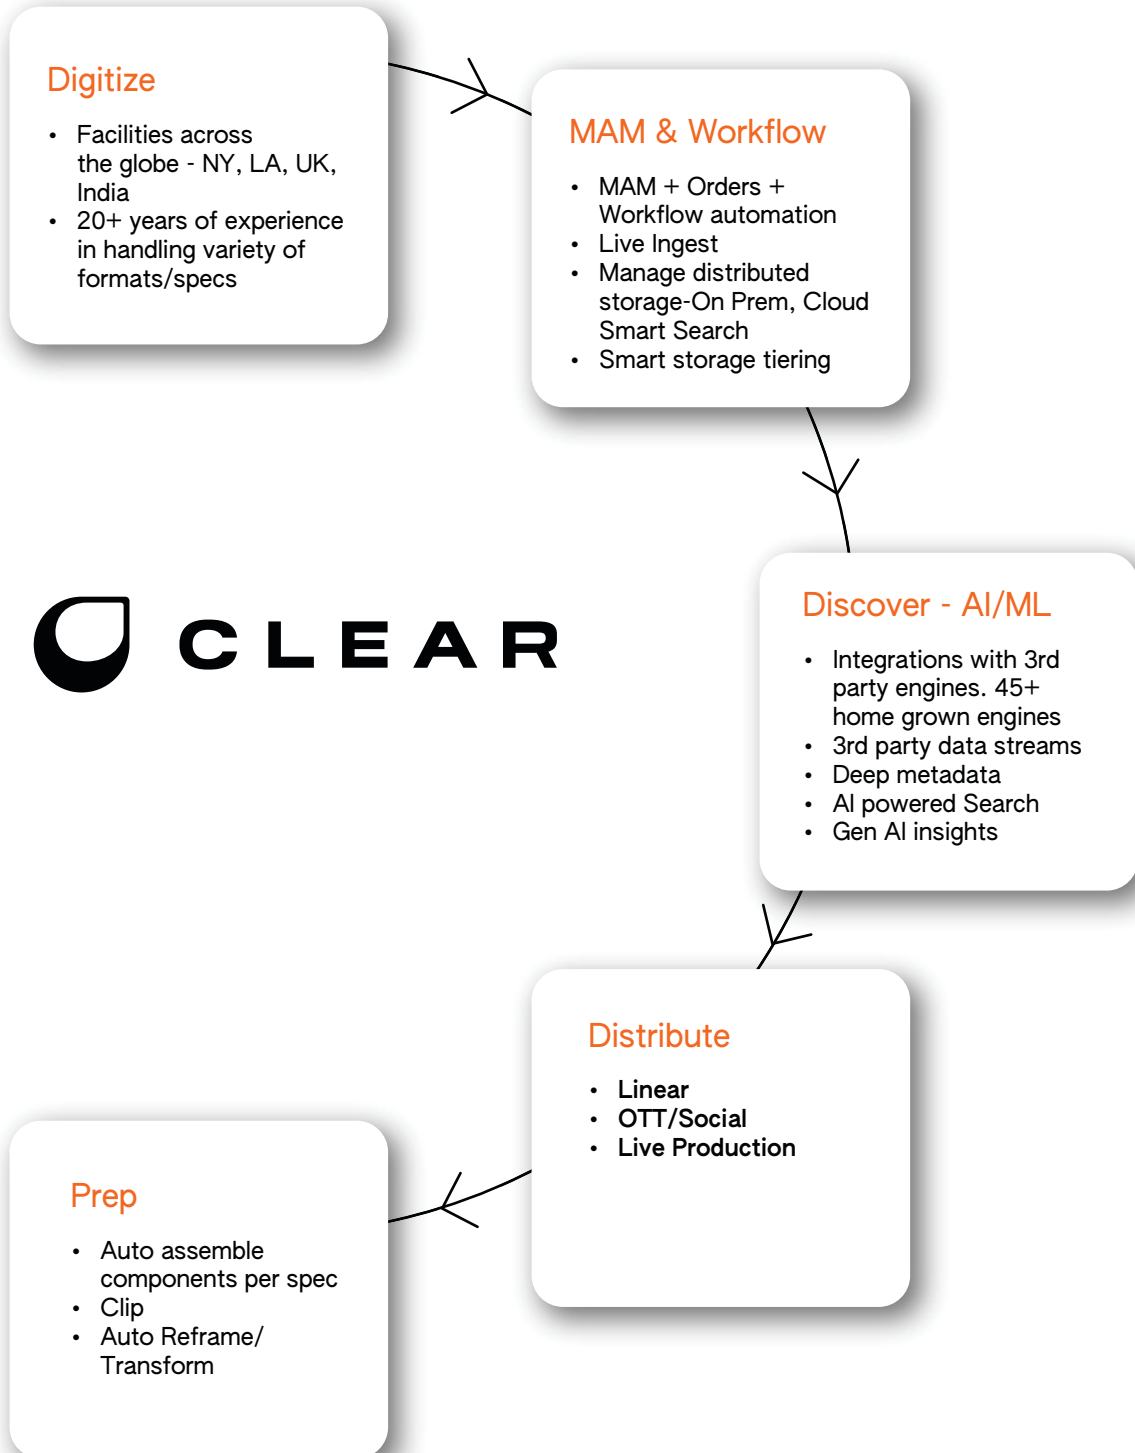 Digitize
• Facilities across
the globe - NY, LA, UK,
India
• 20+ years of experience
in handling variety of
formats/specs
MAM & Workflow
• MAM + Orders +
Workflow automation
• Live Ingest
• Manage distributed
storage-On Prem, Cloud
Smart Search
• Smart storage tiering
CLEAR
Discover - AI/ML
• Integrations with 3rd
party engines. 45+
home grown engines
• 3rd party data streams
• Deep metadata
• AI powered Search
• Gen AI insights
Distribute
• Linear
• OTT/Social
• Live Production
Prep
• Auto assemble
components per spec
• Clip
• Auto Reframe/
Transform